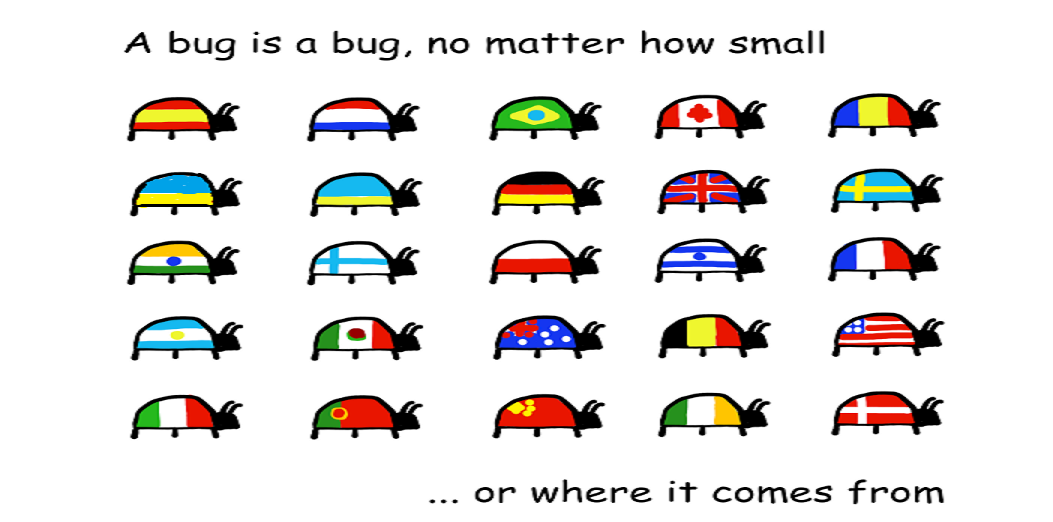 A bug is a bug, no matter how small
... or where it comes from